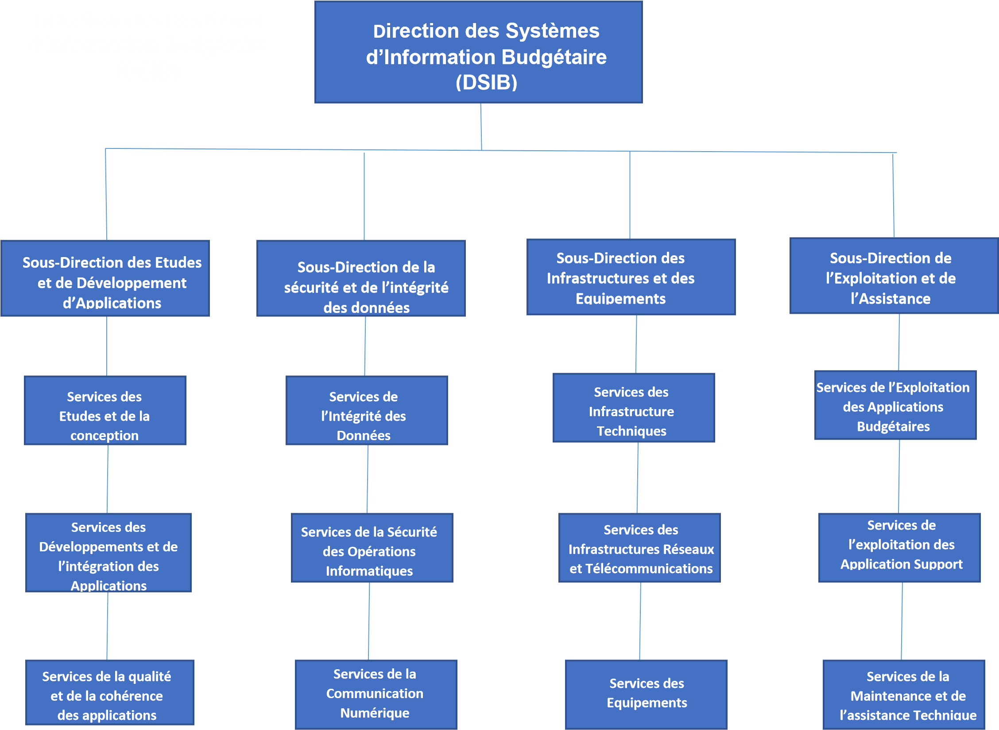 Direction des Systèmes
d’Information Budgétaire
(DSIB)
Sous-Direction des Etudes
et de Développement
d’Applications
Sous-Direction de la
sécurité et de l’intégrité
des données
Sous-Direction des
Infrastructures et des
Equipements
Sous-Direction de
l’Exploitation et de
l’Assistance
Services des
Etudes et de la
conception
Services de
l’Intégrité des
Données
Services des
Infrastructure
Techniques
Services de l’Exploitation
des Applications
Budgétaires
Services des
Développements et de
l’intégration des
Applications
Services de la Sécurité
des Opérations
Informatiques
Services des
Infrastructures Réseaux
et Télécommunications
Services de
l’exploitation des
Application Support
Services de la qualité
et de la cohérence
des applications
Services de la
Communication
Numérique
Services des
Equipements
Services de la
Maintenance et de
l’assistance Technique